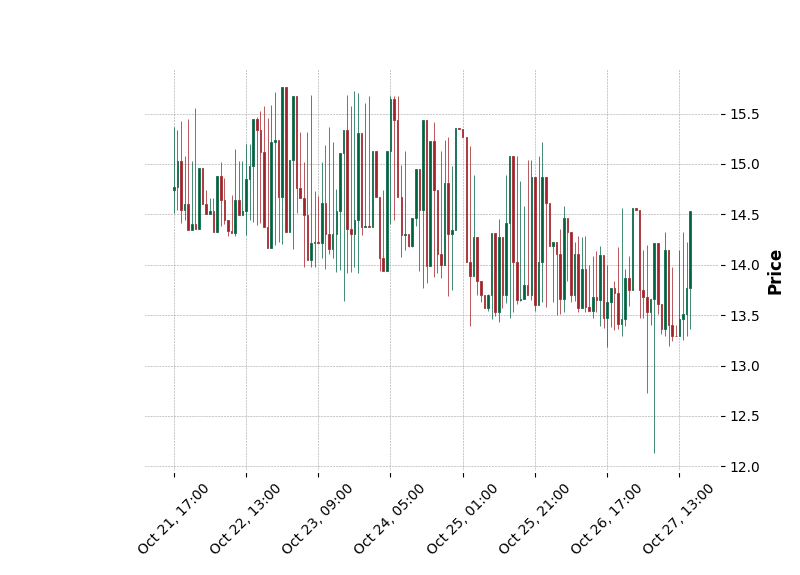 15.5
15.0
14.5
14.0
13.5
13.0
12.5
12.0
Price
Oct 21, 17:00
Oct 22, 13:00
Oct 23, 09:00
Oct 24, 05:00
Oct 25, 01:00
Oct 25, 21:00
Oct 26, 17:00
Oct 27, 13:00